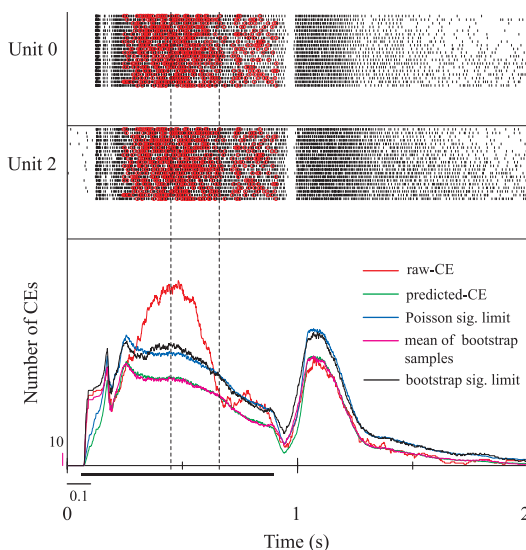 Unit 0
Unit 2
Number of CEs
raw-CE
predicted-CE
Poisson sig. limit
mean of bootstrap
samples
bootstrap sig. limit
10
0.1
0
1
2
Time (s)